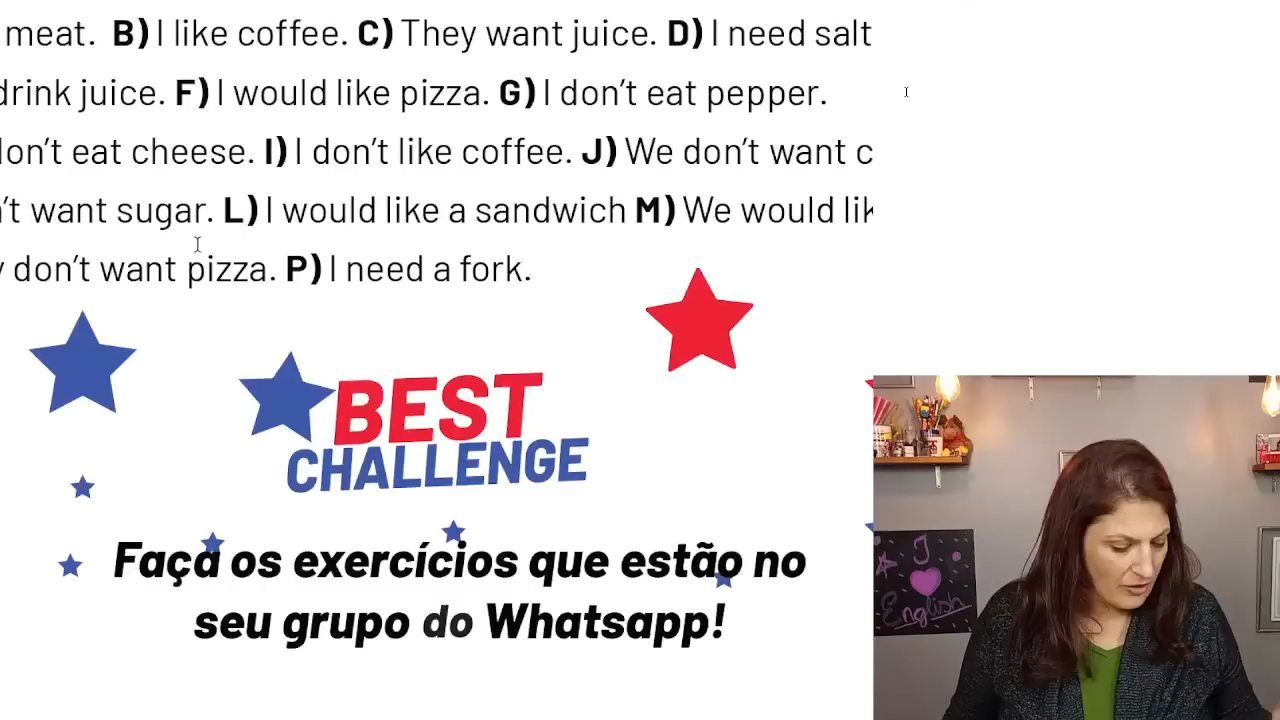 meat. B) I like coffee. C) They want juice. D) I need salt
drink juice. F) I would like pizza. G) I don't eat pepper.
don't eat cheese. I) I don't like coffee. J) We don't want
want sugar. L) I would like a sandwich M) We would
don't want pizza. P) I need a fork.
BEST
CHALLENGE
Faça os exercícios que estão no
seu grupo do Whatsapp!
I
English